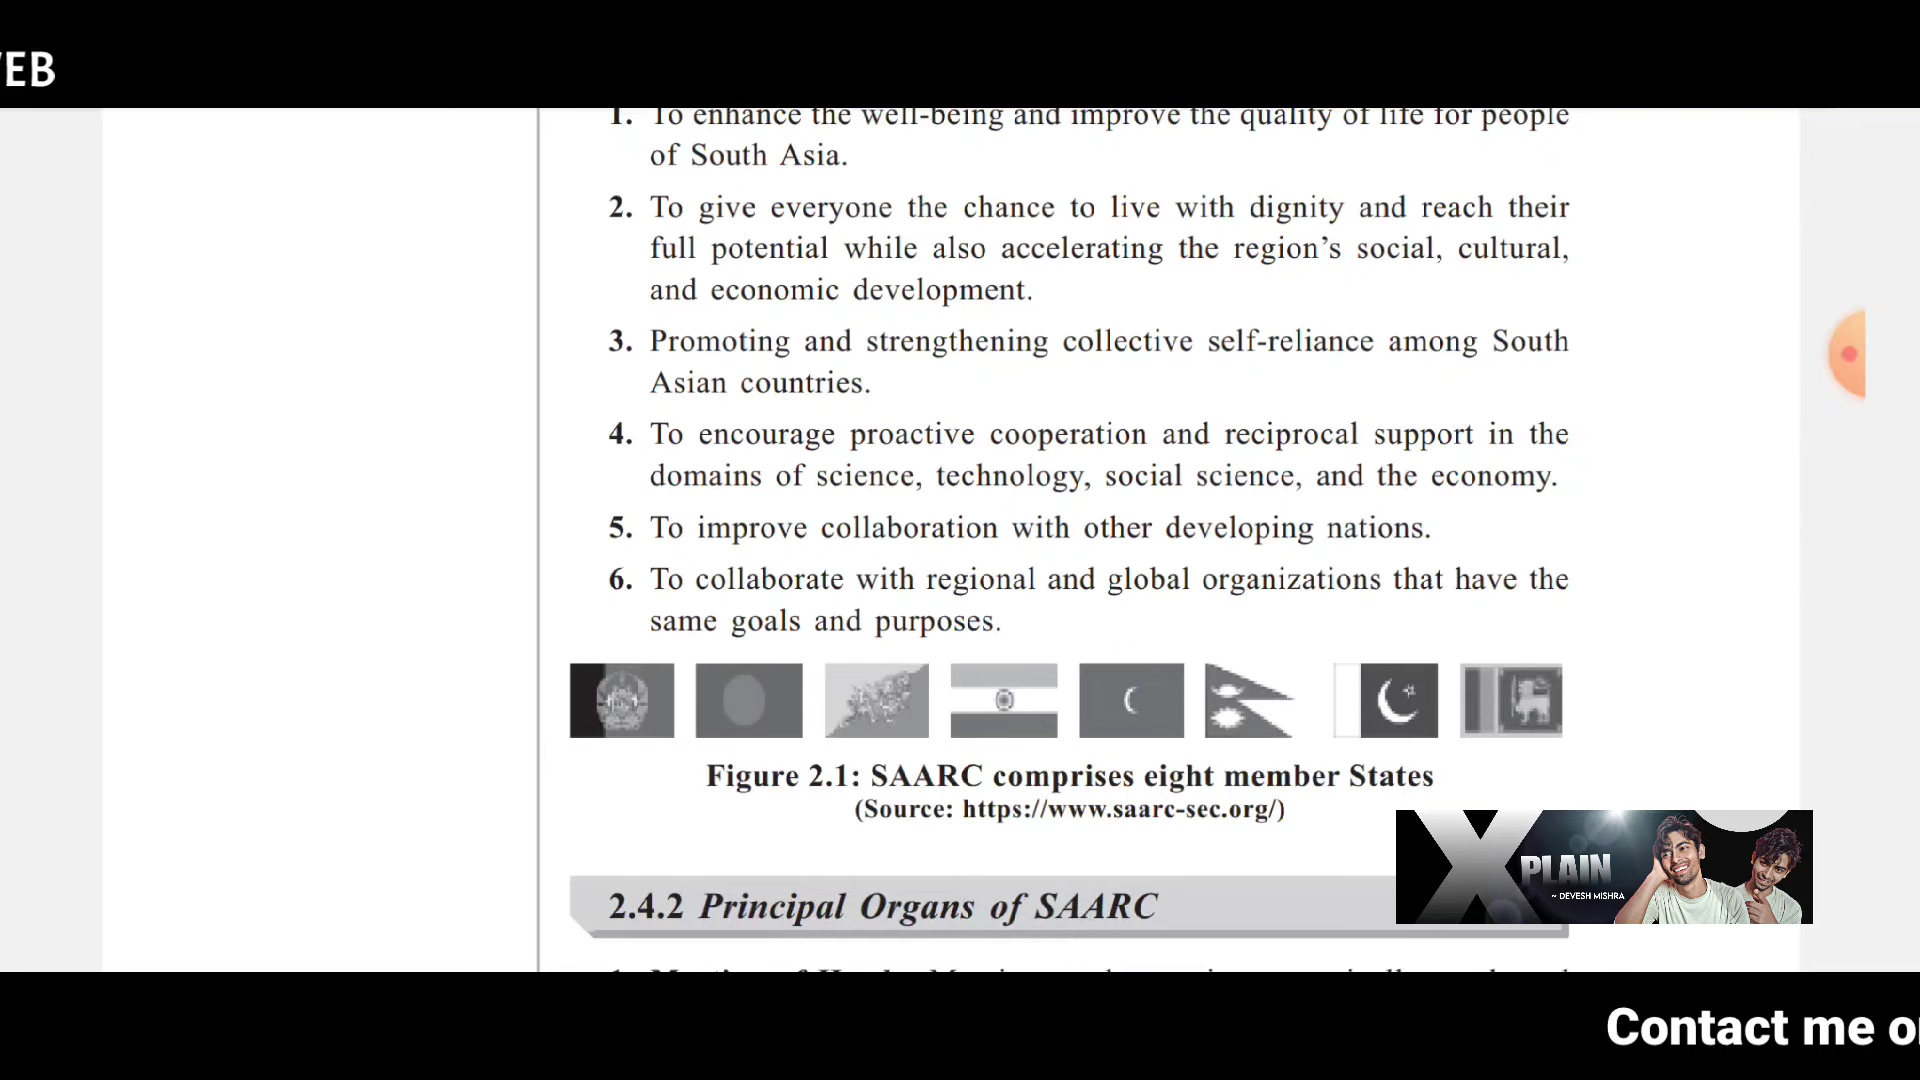 EB
1. To enhance the well-being and improve the quality of life for people
of South Asia.
2. To give everyone the chance to live with dignity and reach their
full potential while also accelerating the region’s social, cultural,
and economic development.
3. Promoting and strengthening collective self-reliance among South
Asian countries.
4. To encourage proactive cooperation and reciprocal support in the
domains of science, technology, social science, and the economy.
5. To improve collaboration with other developing nations.
6. To collaborate with regional and global organizations that have the
same goals and purposes.
Figure 2.1: SAARC comprises eight member States
(Source: https://www.saarc-sec.org/)
X PLAIN
~ DEVESH MISHRA
2.4.2 Principal Organs of SAARC
Contact me